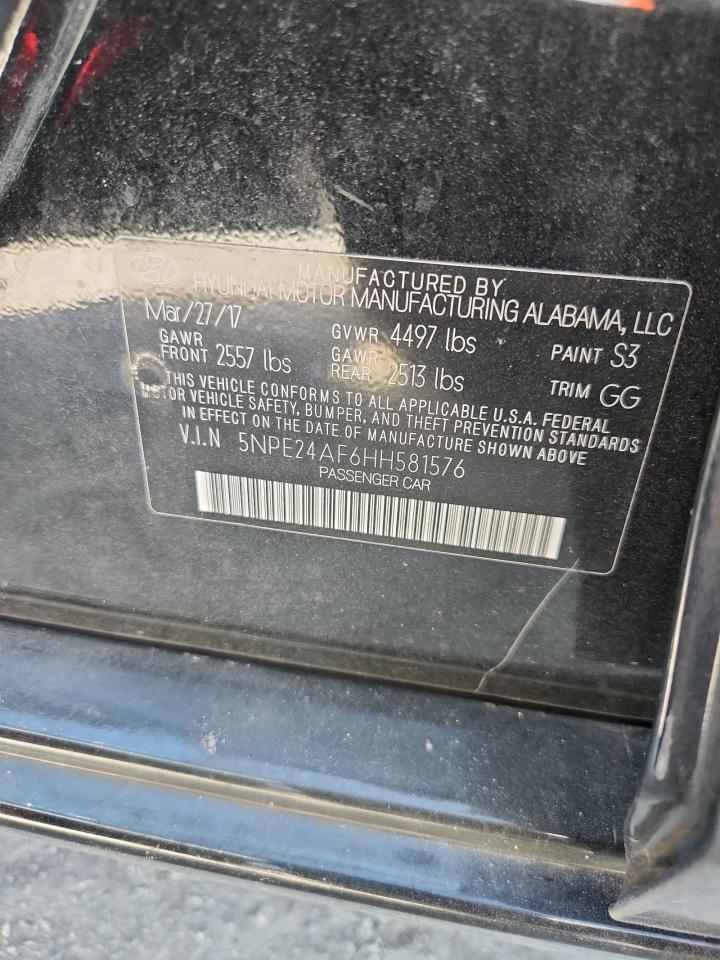 MANUFACTURED BY
HYUNDAI MOTOR MANUFACTURING ALABAMA, LLC
Mar/27/17 GVWR 4497 lbs PAINT S3
GAWR FRONT 2557 lbs GAWR REAR 2513 lbs TRIM GG
THIS VEHICLE CONFORMS TO ALL APPLICABLE U.S.A. FEDERAL
MOTOR VEHICLE SAFETY, BUMPER, AND THEFT PREVENTION STANDARDS
IN EFFECT ON THE DATE OF MANUFACTURE SHOWN ABOVE
V.I.N 5NPE24AF6HH581576
PASSENGER CAR